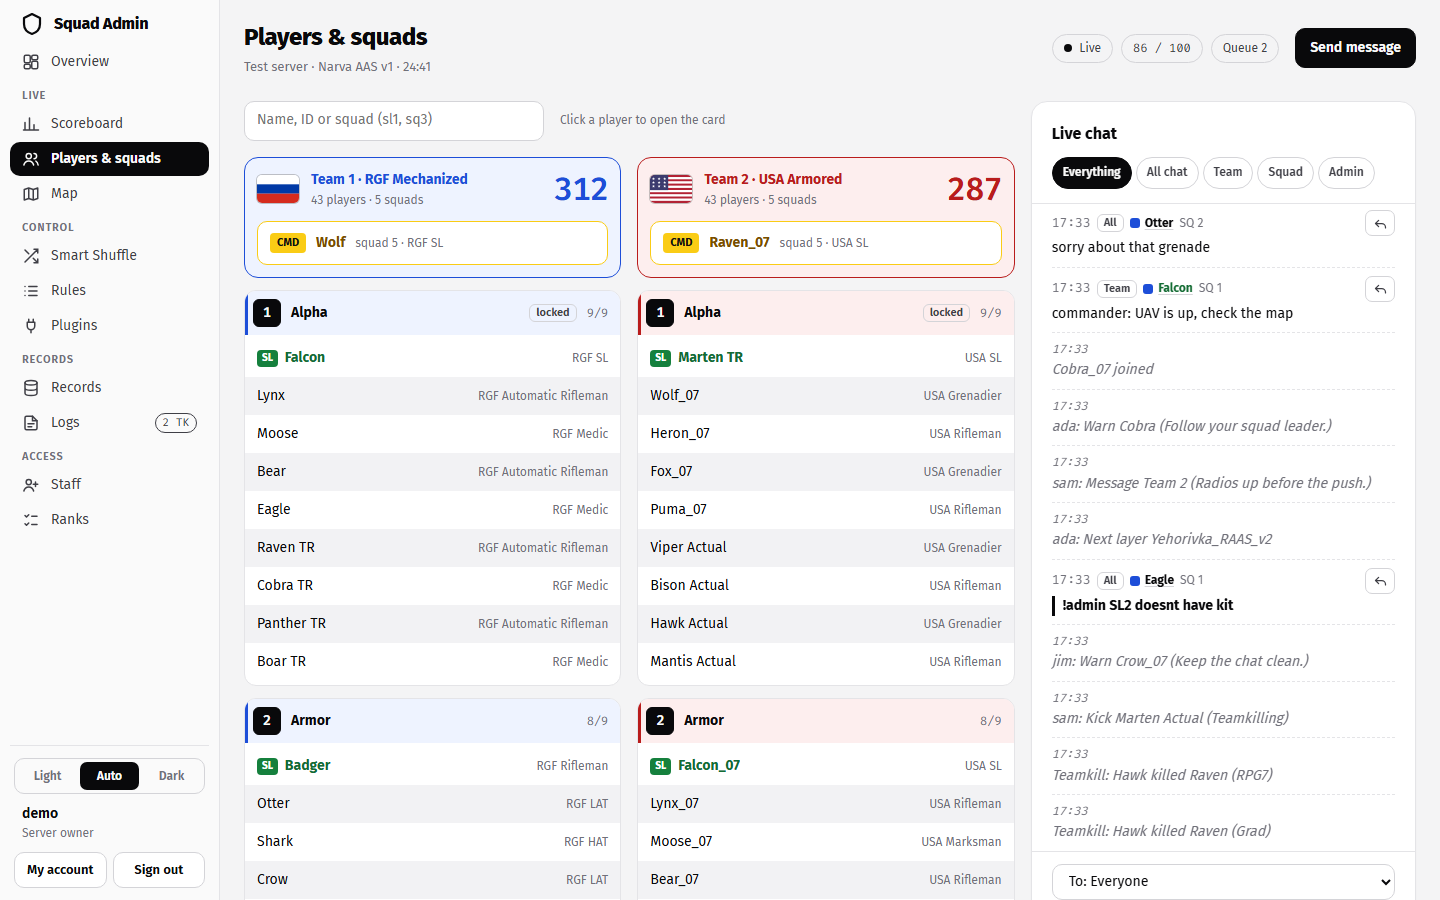 Squad Admin
Overview
LIVE
Scoreboard
Players & squads
Map
CONTROL
Smart Shuffle
Rules
Plugins
RECORDS
Records
Logs 2 TK
ACCESS
Staff
Ranks
Light Auto Dark
demo
Server owner
My account Sign out
Players & squads
Test server · Narva AAS v1 · 24:41
Live 86 / 100 Queue 2 Send message
Name, ID or squad (sl1, sq3) Click a player to open the card
Team 1 · RGF Mechanized
43 players · 5 squads
312
CMD Wolf squad 5 · RGF SL
1 Alpha locked 9/9
SL Falcon RGF SL
Lynx RGF Automatic Rifleman
Moose RGF Medic
Bear RGF Automatic Rifleman
Eagle RGF Medic
Raven TR RGF Automatic Rifleman
Cobra TR RGF Medic
Panther TR RGF Automatic Rifleman
Boar TR RGF Medic
2 Armor 8/9
SL Badger RGF Rifleman
Otter RGF LAT
Shark RGF HAT
Crow RGF LAT
Team 2 · USA Armored
43 players · 5 squads
287
CMD Raven_07 squad 5 · USA SL
1 Alpha locked 9/9
SL Marten TR USA SL
Wolf_07 USA Grenadier
Heron_07 USA Rifleman
Fox_07 USA Grenadier
Puma_07 USA Rifleman
Viper Actual USA Grenadier
Bison Actual USA Rifleman
Hawk Actual USA Grenadier
Mantis Actual USA Rifleman
2 Armor 8/9
SL Falcon_07 USA SL
Lynx_07 USA Rifleman
Moose_07 USA Marksman
Bear_07 USA Rifleman
Live chat
Everything All chat Team Squad Admin
17:33 All Otter SQ 2
sorry about that grenade
17:33 Team Falcon SQ 1
commander: UAV is up, check the map
17:33
Cobra_07 joined
17:33
ada: Warn Cobra (Follow your squad leader.)
17:33
sam: Message Team 2 (Radios up before the push.)
17:33
ada: Next layer Yehorivka_RAAS_v2
17:33 All Eagle SQ 1
!admin SL2 doesnt have kit
17:33
jim: Warn Crow_07 (Keep the chat clean.)
17:33
sam: Kick Marten Actual (Teamkilling)
17:33
Teamkill: Hawk killed Raven (RPG7)
17:33
Teamkill: Hawk killed Raven (Grad)
To: Everyone